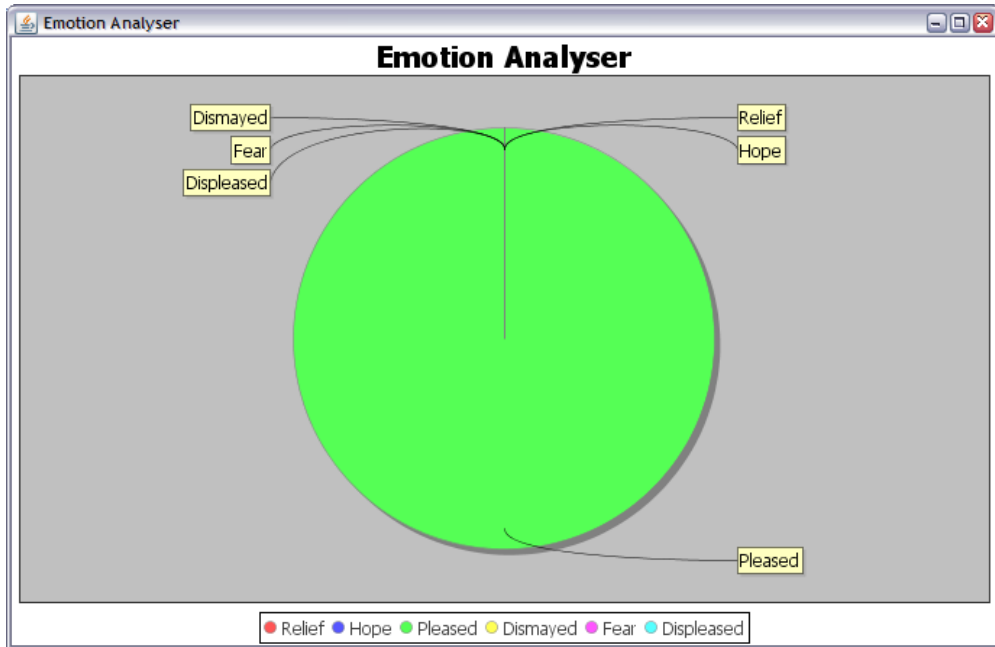 Emotion Analyser
Emotion Analyser
Dismayed
Relief
Fear
Hope
Displeased
Pleased
Relief Hope Pleased Dismayed Fear Displeased